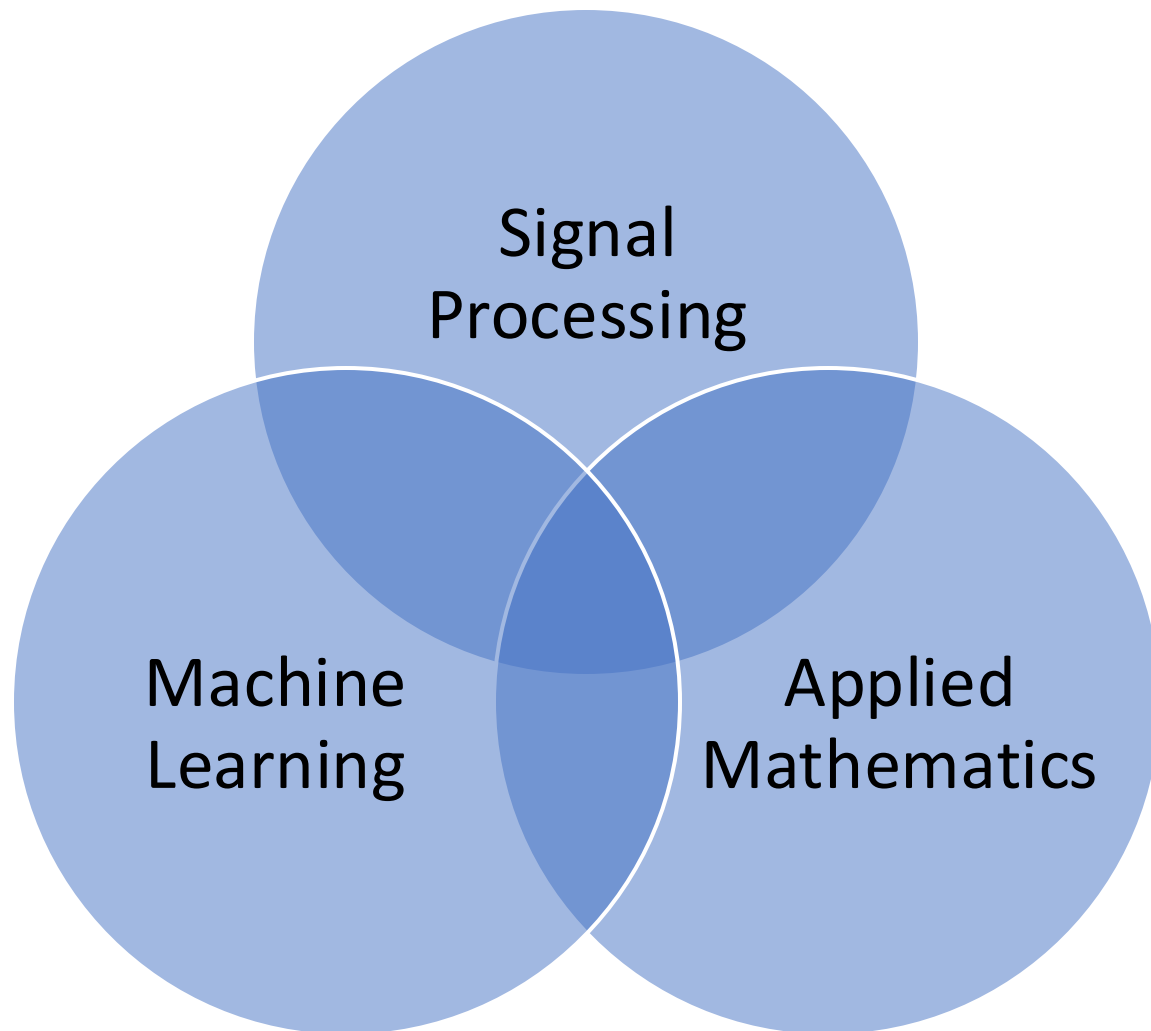 Signal
Processing
Machine
Learning
Applied
Mathematics